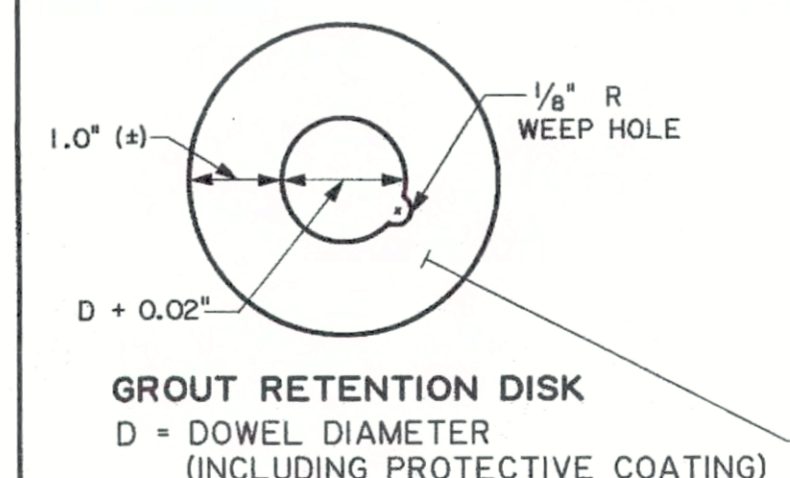 1.0" (±)
1/8" R
WEEP HOLE
D + 0.02"
GROUT RETENTION DISK
D = DOWEL DIAMETER
(INCLUDING PROTECTIVE COATING)